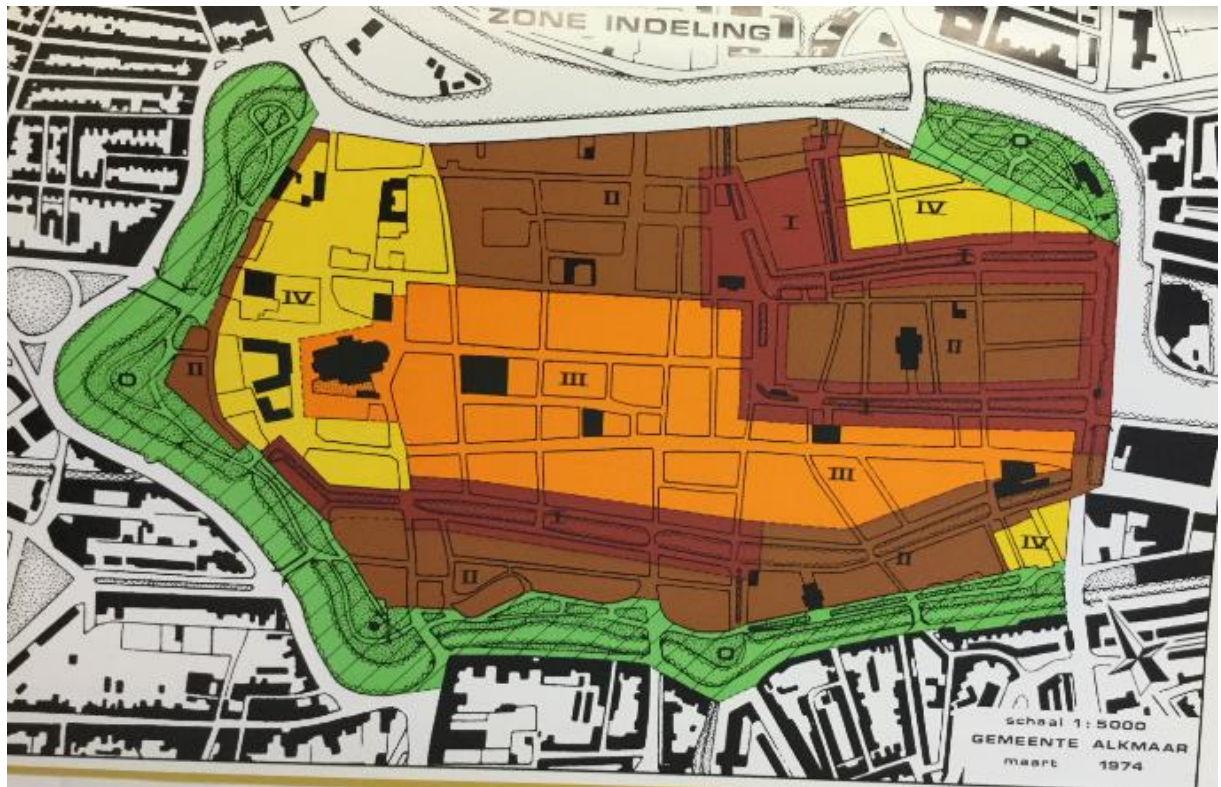 ZONE INDELING
II
I
IV
I
IV
II
II
III
I
III
I
II
IV
II
schaal 1:5000
GEMEENTE ALKMAAR
maart 1974